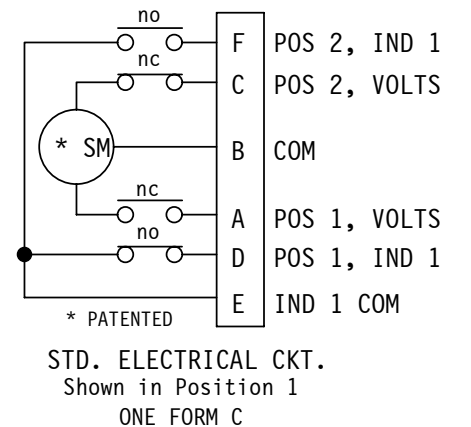 no
F POS 2, IND 1
nc
C POS 2, VOLTS
* SM
B COM
nc
A POS 1, VOLTS
no
D POS 1, IND 1
E IND 1 COM
* PATENTED
STD. ELECTRICAL CKT.
Shown in Position 1
ONE FORM C